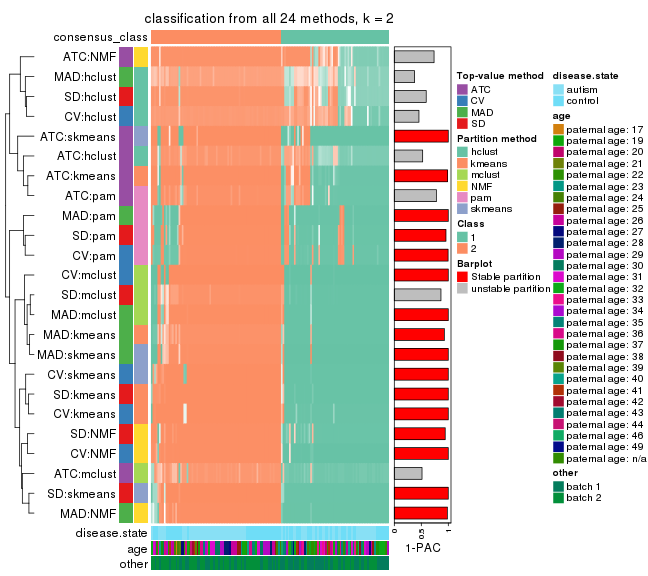 classification from all 24 methods, k = 2
consensus_class
ATC:NMF
MAD:hclust
SD:hclust
CV:hclust
ATC:skmeans
ATC:hclust
ATC:kmeans
ATC:pam
MAD:pam
SD:pam
CV:pam
CV:mclust
SD:mclust
MAD:mclust
MAD:kmeans
MAD:skmeans
CV:skmeans
SD:kmeans
CV:kmeans
SD:NMF
CV:NMF
ATC:mclust
SD:skmeans
MAD:NMF
disease.state
age
other
0
0.5
1
1-PAC
Top-value method
ATC
CV
MAD
SD
Partition method
hclust
kmeans
mclust
NMF
pam
skmeans
Class
1
2
Barplot
Stable partition
unstable partition
disease.state
autism
control
age
paternal age: 17
paternal age: 19
paternal age: 20
paternal age: 21
paternal age: 22
paternal age: 23
paternal age: 24
paternal age: 25
paternal age: 26
paternal age: 27
paternal age: 28
paternal age: 29
paternal age: 30
paternal age: 31
paternal age: 32
paternal age: 33
paternal age: 34
paternal age: 35
paternal age: 36
paternal age: 37
paternal age: 38
paternal age: 39
paternal age: 40
paternal age: 41
paternal age: 42
paternal age: 43
paternal age: 44
paternal age: 46
paternal age: 49
paternal age: n/a
other
batch 1
batch 2